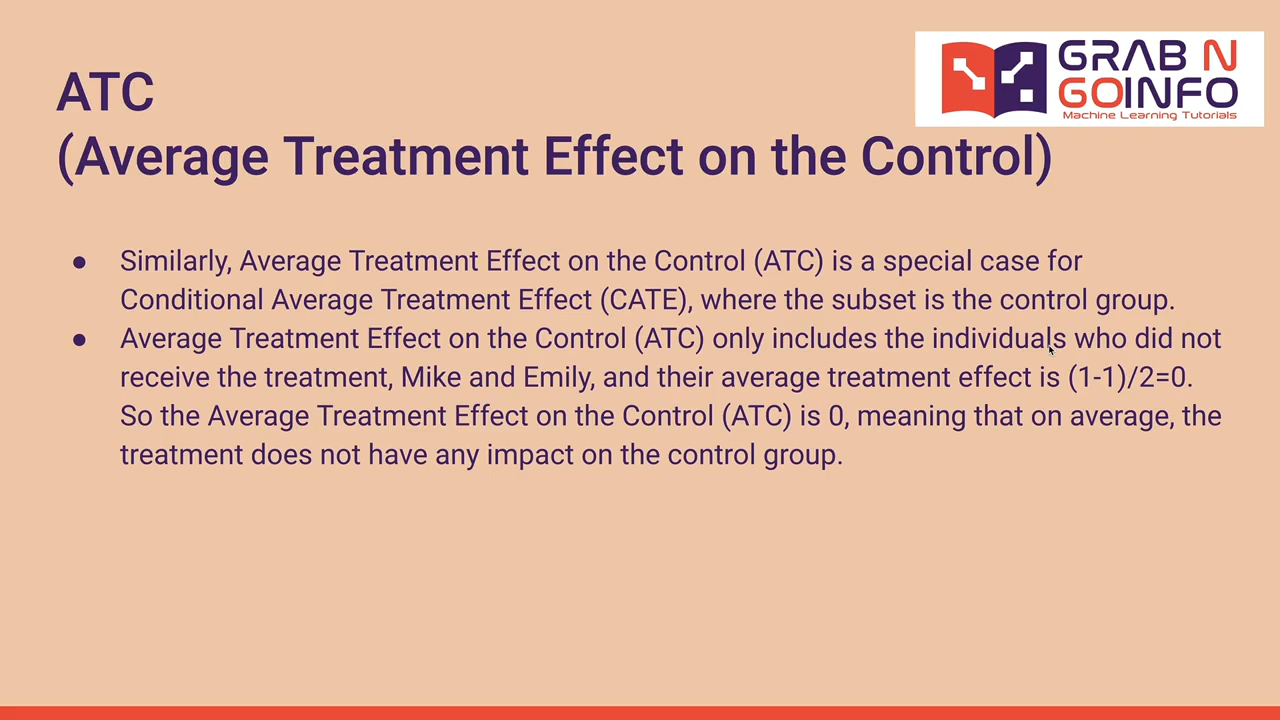 ATC
(Average Treatment Effect on the Control)
GRAB N
GOINFO
Machine Learning Tutorials
● Similarly, Average Treatment Effect on the Control (ATC) is a special case for
Conditional Average Treatment Effect (CATE), where the subset is the control group.
● Average Treatment Effect on the Control (ATC) only includes the individuals who did not
receive the treatment, Mike and Emily, and their average treatment effect is (1-1)/2=0.
So the Average Treatment Effect on the Control (ATC) is 0, meaning that on average, the
treatment does not have any impact on the control group.